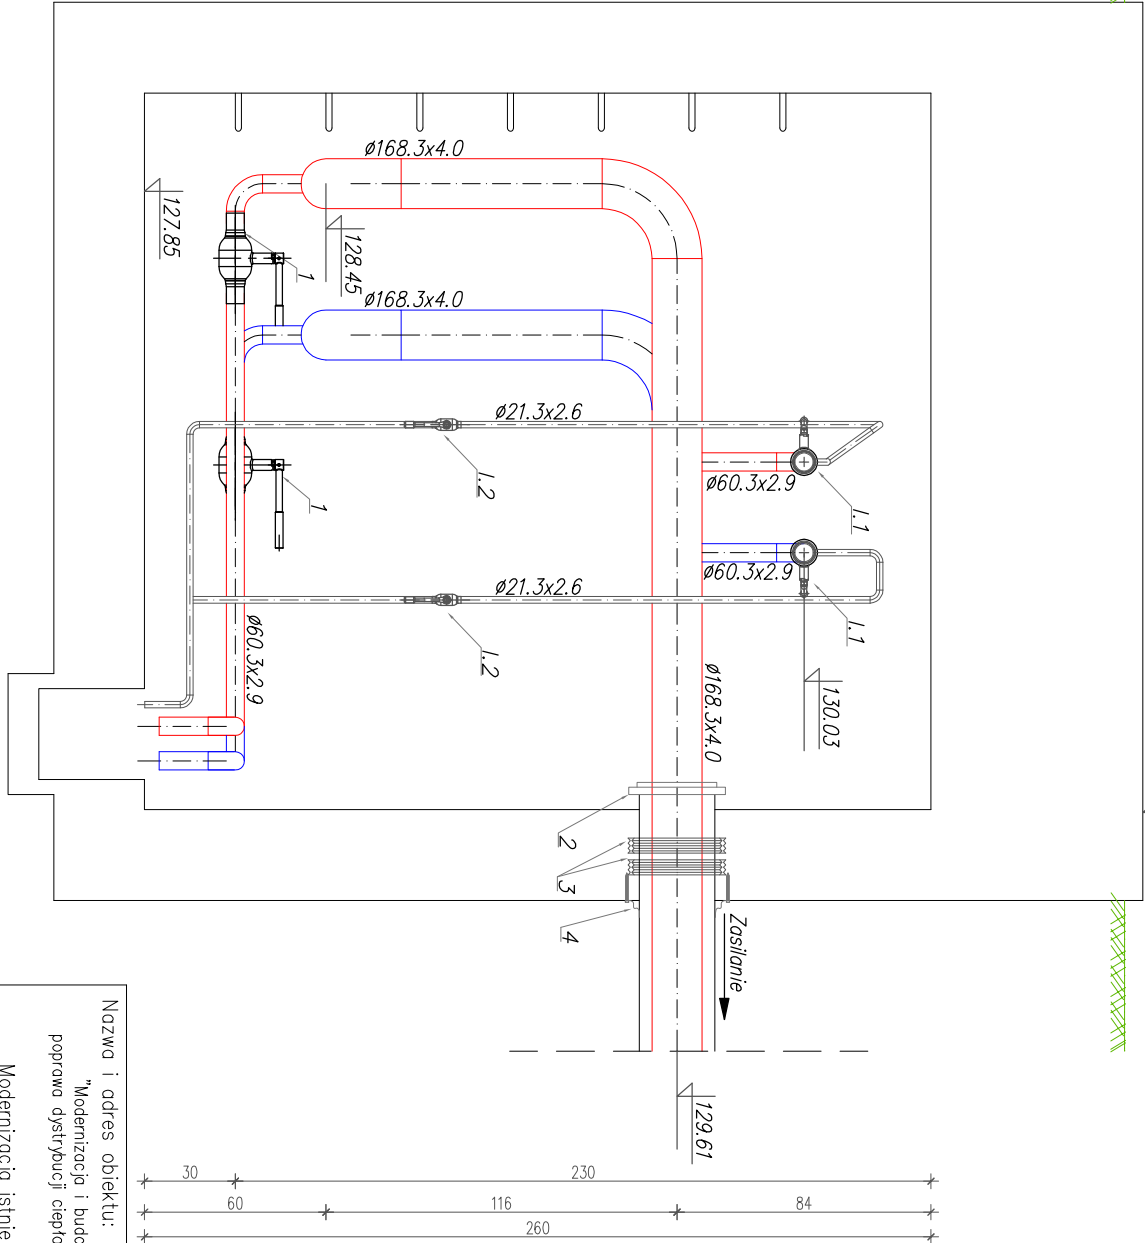 ø168.3x4.0
127.85
128.45
1
ø168.3x4.0
ø21.3x2.6
1.2
ø60.3x2.9
1.1
1
ø60.3x2.9
ø21.3x2.6
1.1
1.2
ø60.3x2.9
ø168.3x4.0
130.03
2
3
4
Zasilanie
129.61
30
230
60
116
84
260
Nazwa i adres obiektu:
"Modernizacja i budo
poprawa dystrybucji ciepła
Modernizacja istnie